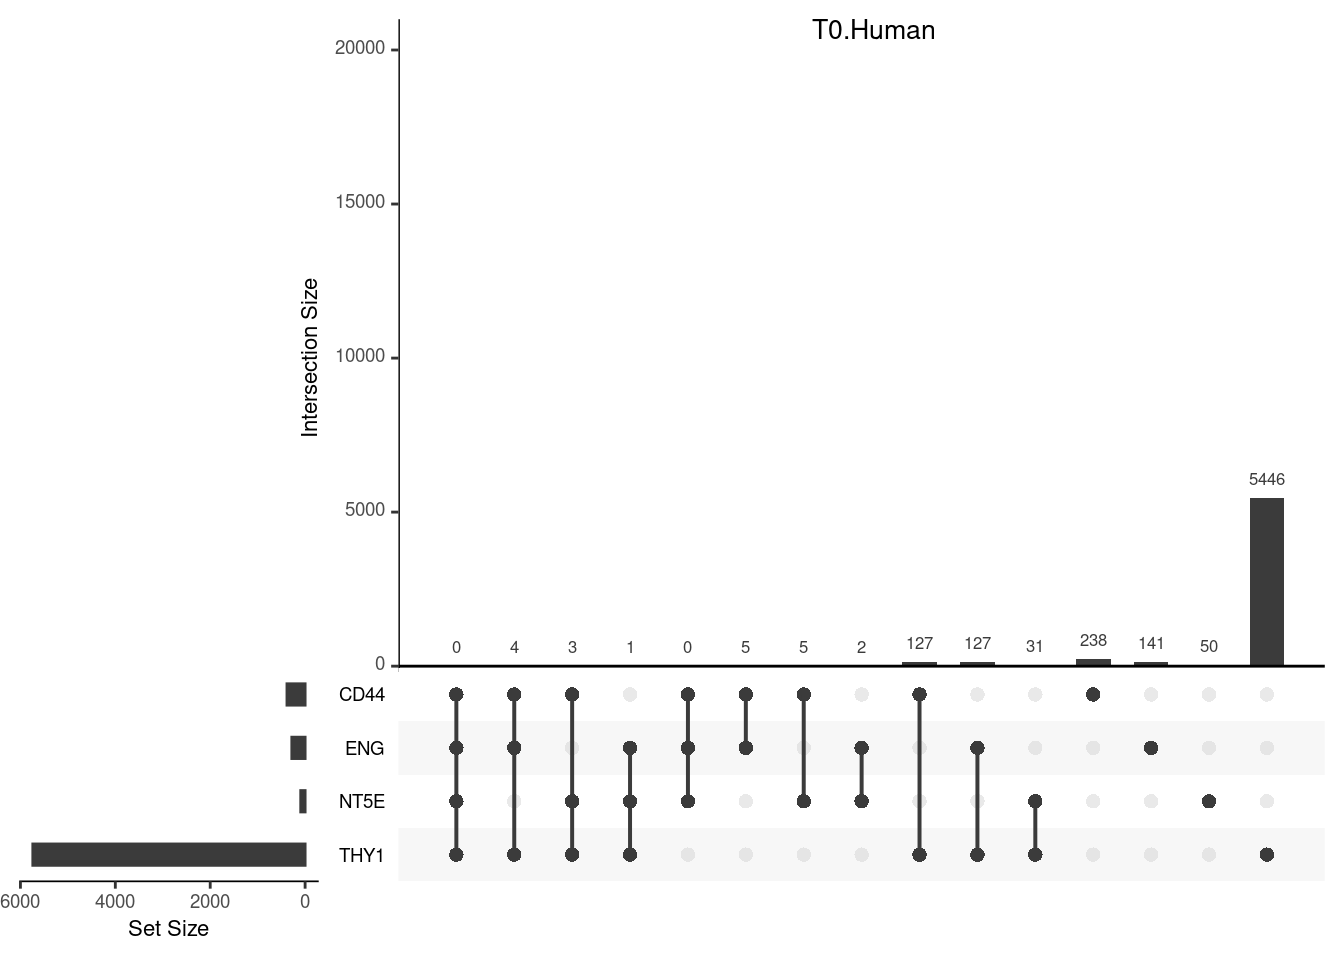 T0.Human
20000
15000
10000
5000
0
Intersection Size
0 4 3 1 0 5 5 2 127 127 31 238 141 50 5446
CD44
ENG
NT5E
THY1
6000 4000 2000 0
Set Size